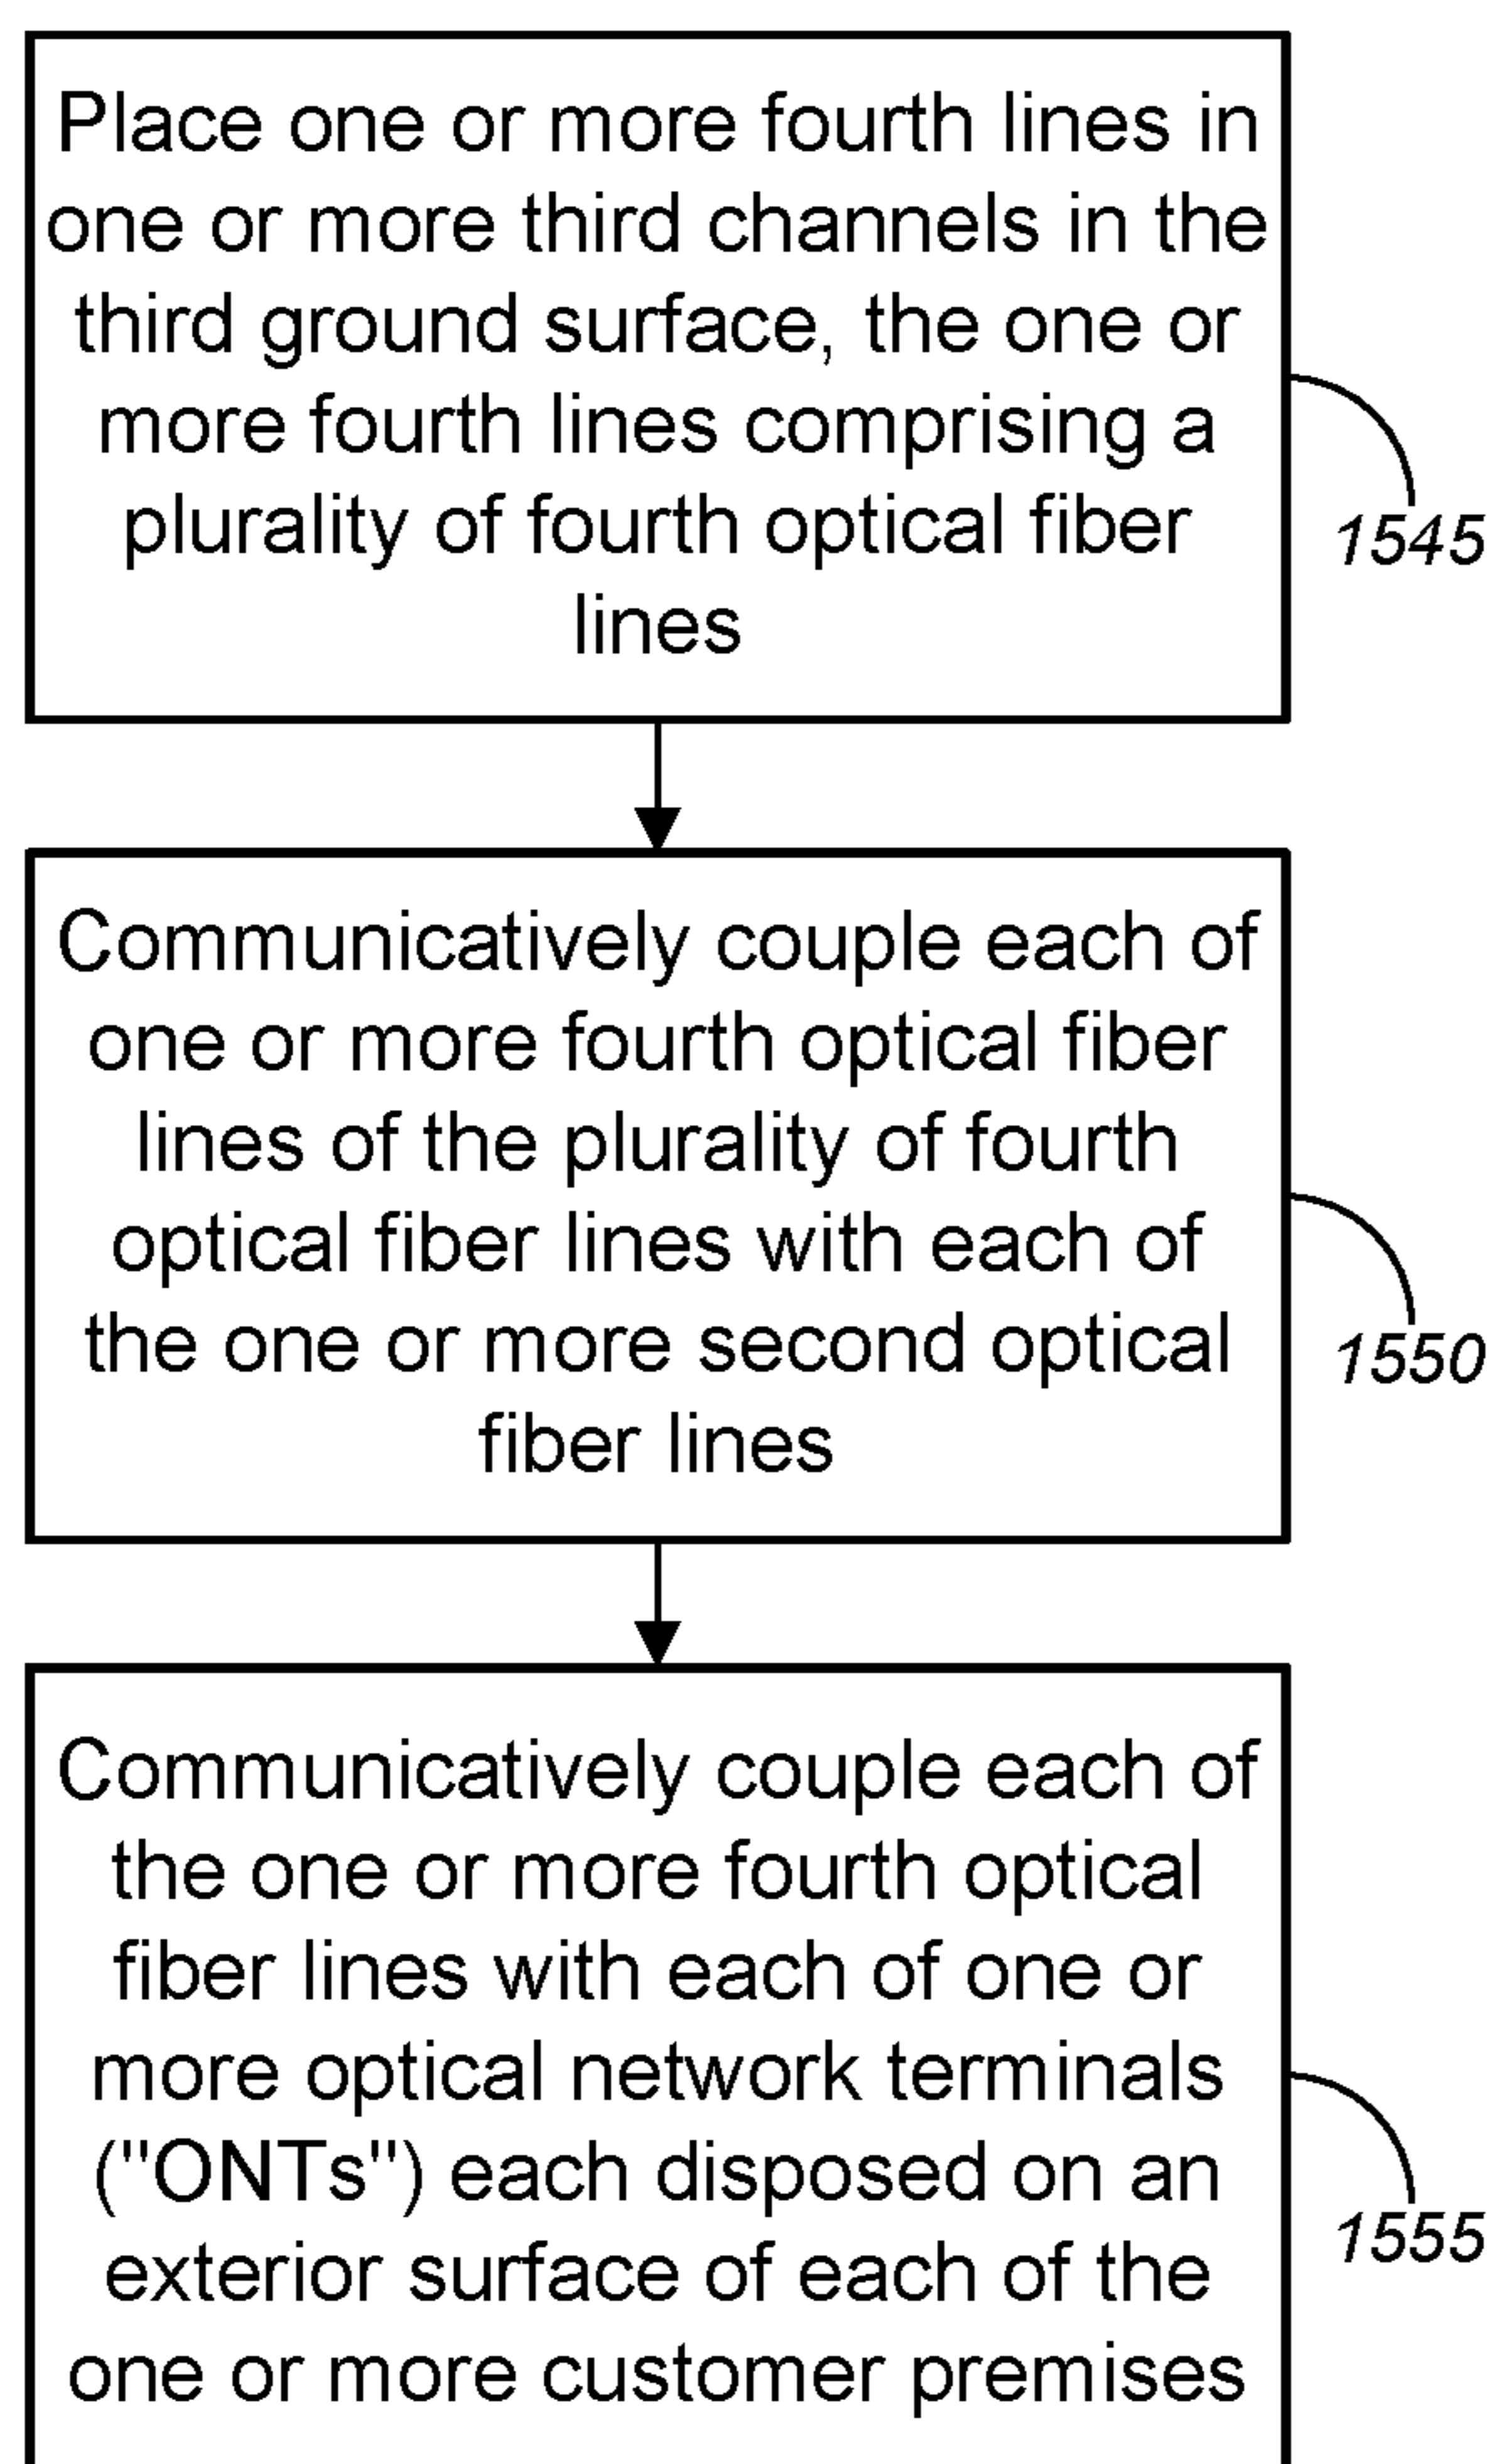 Place one or more fourth lines in
one or more third channels in the
third ground surface, the one or
more fourth lines comprising a
plurality of fourth optical fiber
lines
1545
Communicatively couple each of
one or more fourth optical fiber
lines of the plurality of fourth
optical fiber lines with each of
the one or more second optical
fiber lines
1550
Communicatively couple each of
the one or more fourth optical
fiber lines with each of one or
more optical network terminals
("ONTs") each disposed on an
exterior surface of each of the
one or more customer premises
1555